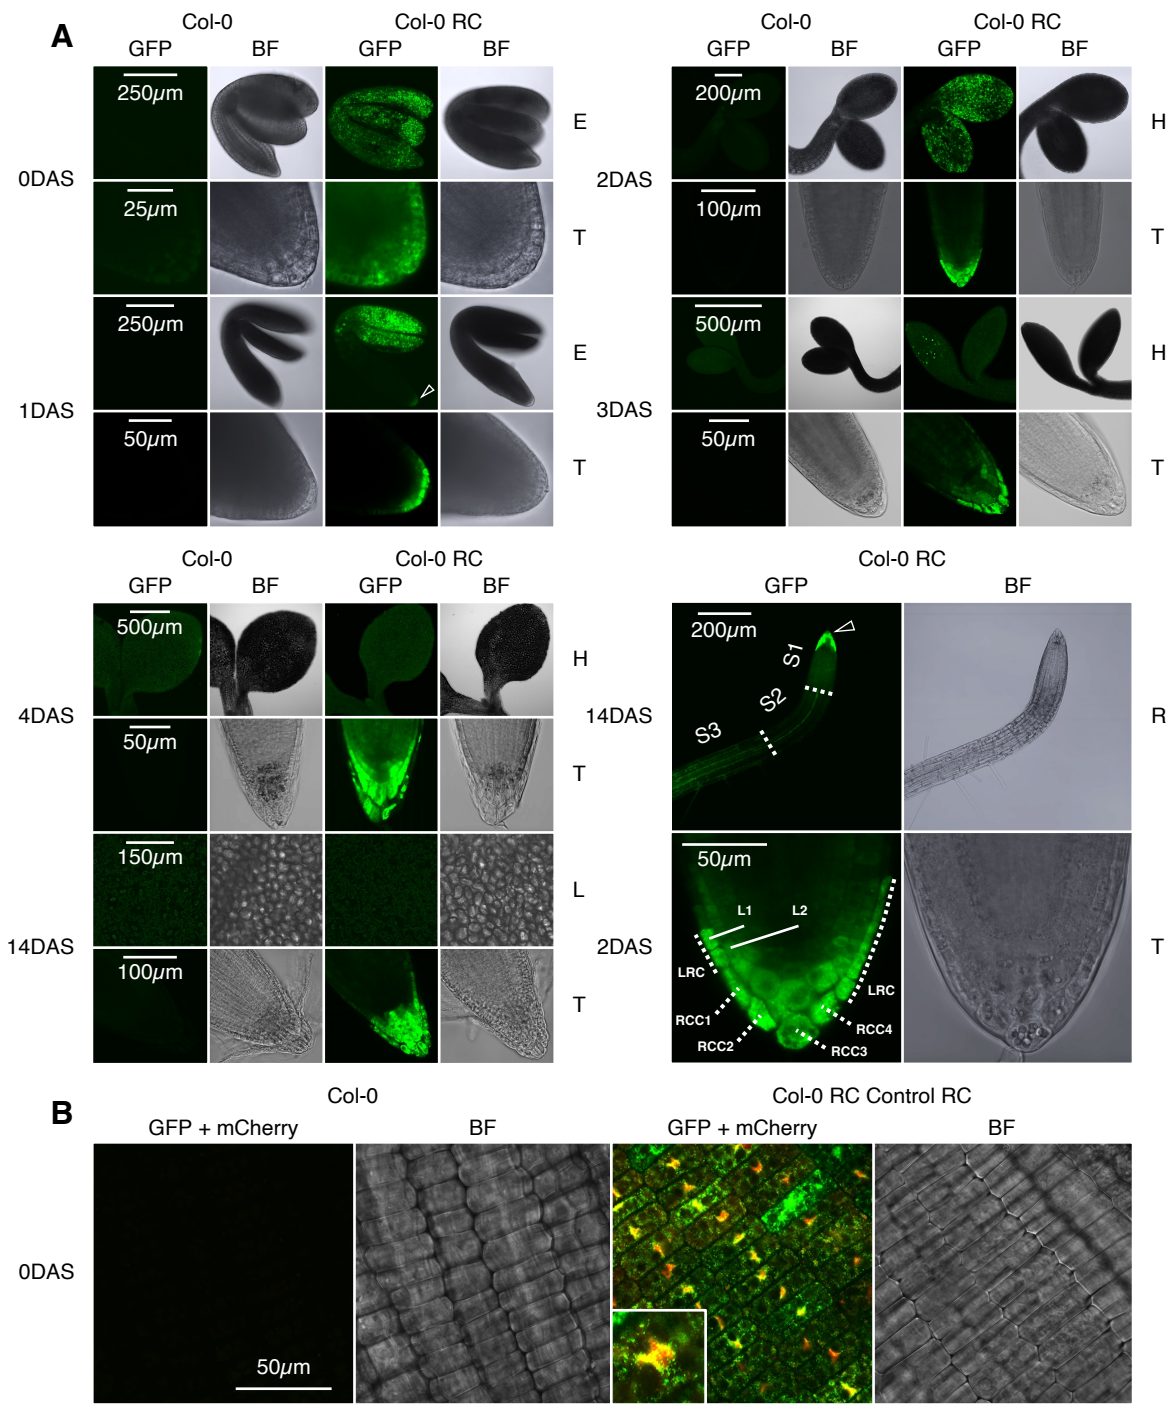 A
Col-0 Col-0 RC
GFP BF GFP BF
0DAS
250µm
E
25µm
T
1DAS
250µm
E
50µm
T
Col-0 Col-0 RC
GFP BF GFP BF
2DAS
200µm
H
100µm
T
3DAS
500µm
H
50µm
T
Col-0 Col-0 RC
GFP BF GFP BF
4DAS
500µm
H
50µm
T
14DAS
150µm
L
100µm
T
Col-0 RC
GFP BF
14DAS
200µm
S1
S2
S3
R
2DAS
50µm
L1 L2
LRC
LRC
RCC1
RCC4
RCC2
RCC3
T
B
Col-0 Col-0 RC Control RC
GFP + mCherry BF GFP + mCherry BF
0DAS
50µm